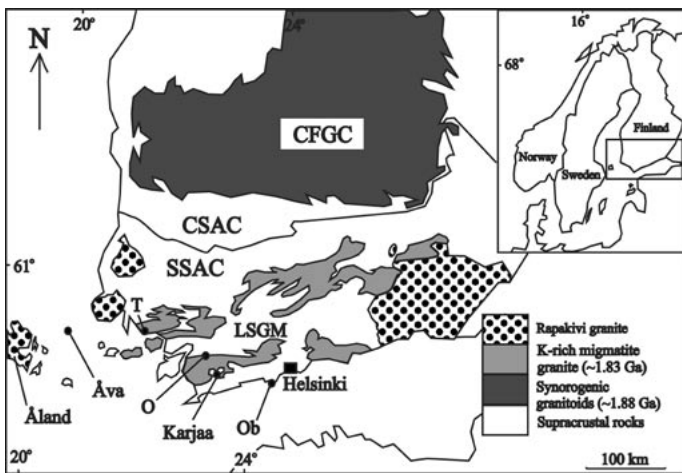 20°
24°
16°
N
68°
CFGC
Finland
Norway
Sweden
CSAC
61°
SSAC
T
LSGM
Rapakivi granite
K-rich migmatite
granite (~1.83 Ga)
Synorogenic
granitoids (~1.88 Ga)
Supracrustal rocks
Åva
Åland
O
Helsinki
Karjaa
Ob
20°
24°
100 km